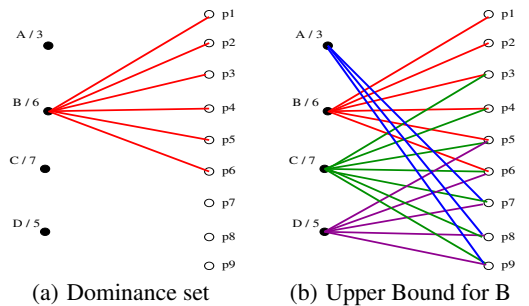 A / 3
B / 6
C / 7
D / 5
p1
p2
p3
p4
p5
p6
p7
p8
p9
(a) Dominance set
A / 3
B / 6
C / 7
D / 5
p1
p2
p3
p4
p5
p6
p7
p8
p9
(b) Upper Bound for B